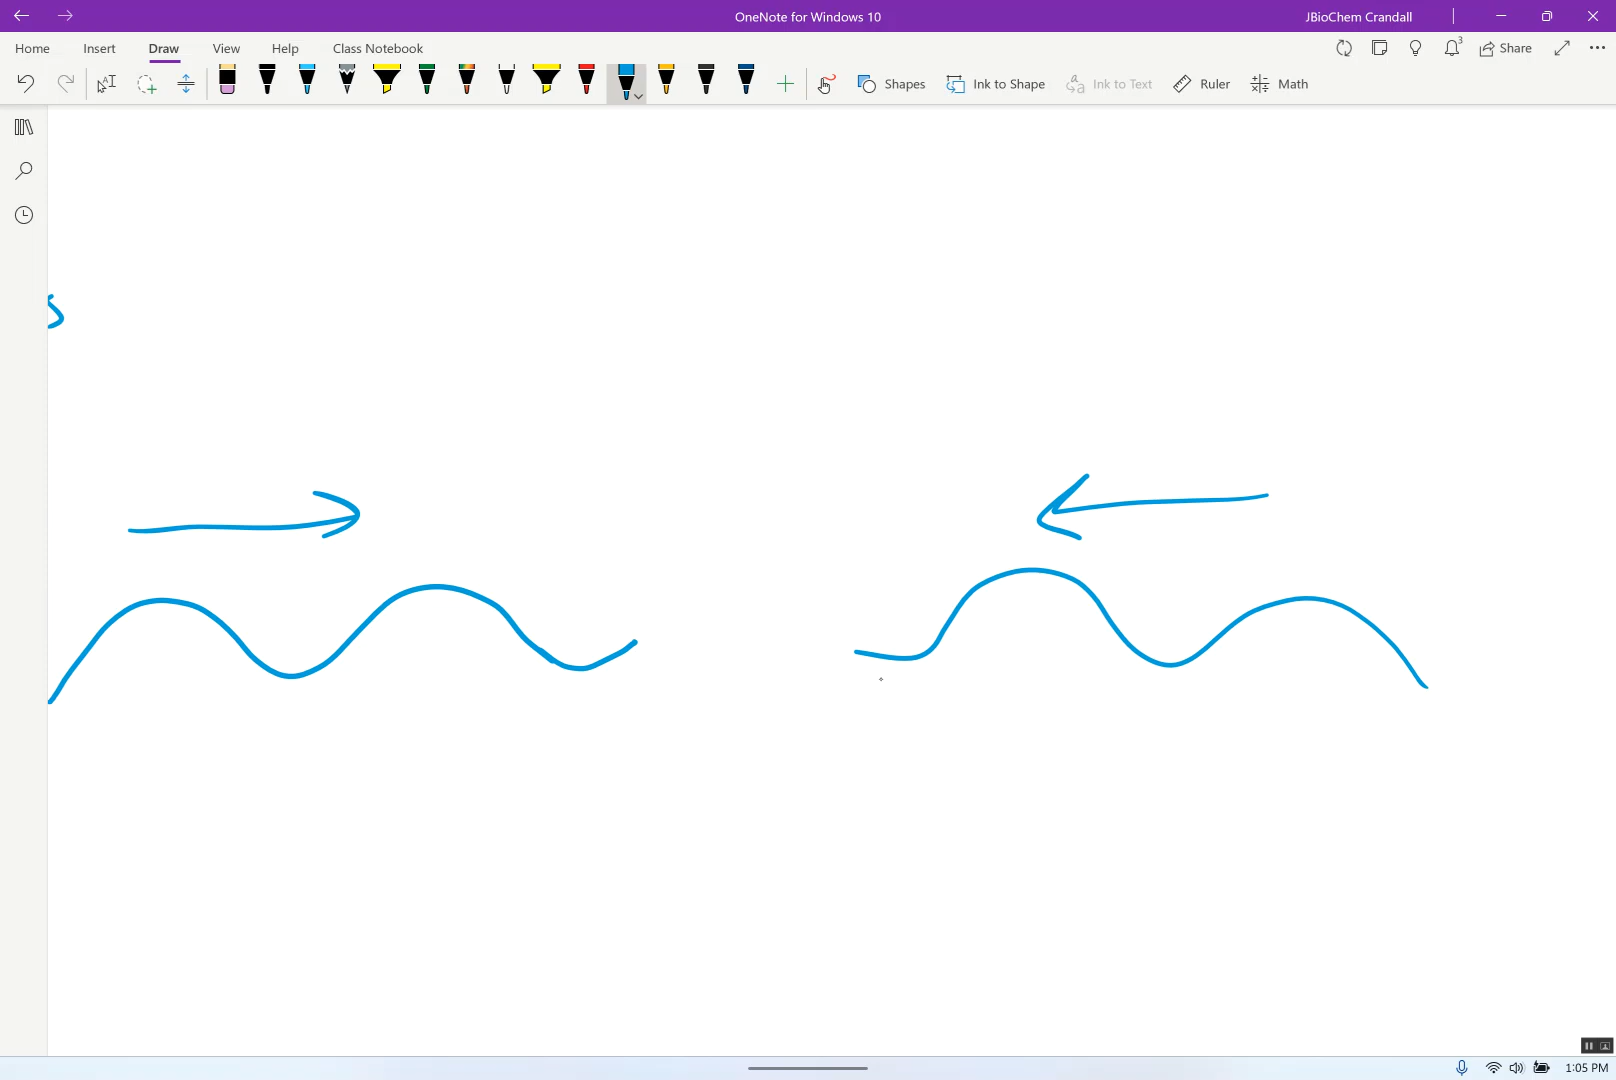 OneNote for Windows 10
JBioChem Crandall
Home Insert Draw View Help Class Notebook
3
Share
Shapes Ink to Shape Ink to Text Ruler Math
1:05 PM